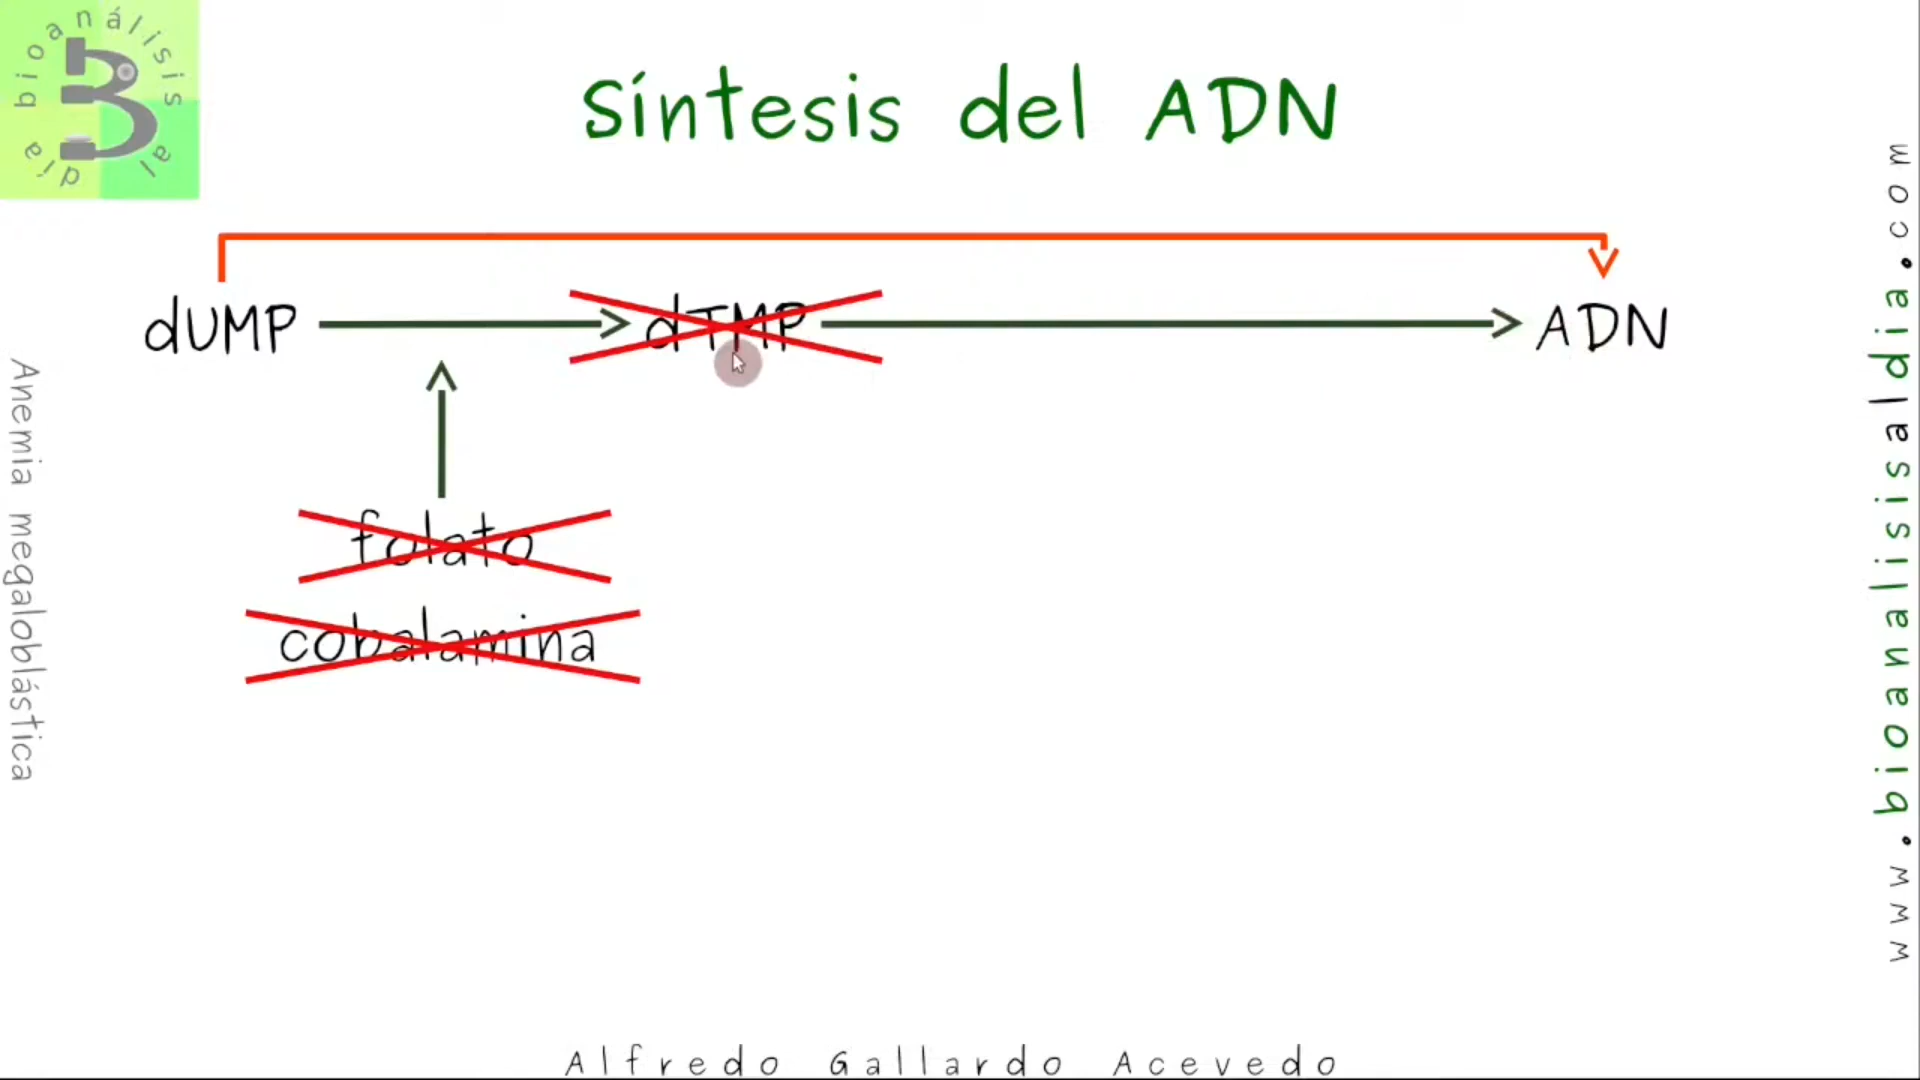 bioanálisis al día
Síntesis del ADN
dUMP
dTMP
ADN
folato
cobalamina
Anemia megaloblástica
www.bioanalisisaldia.com
Alfredo Gallardo Acevedo